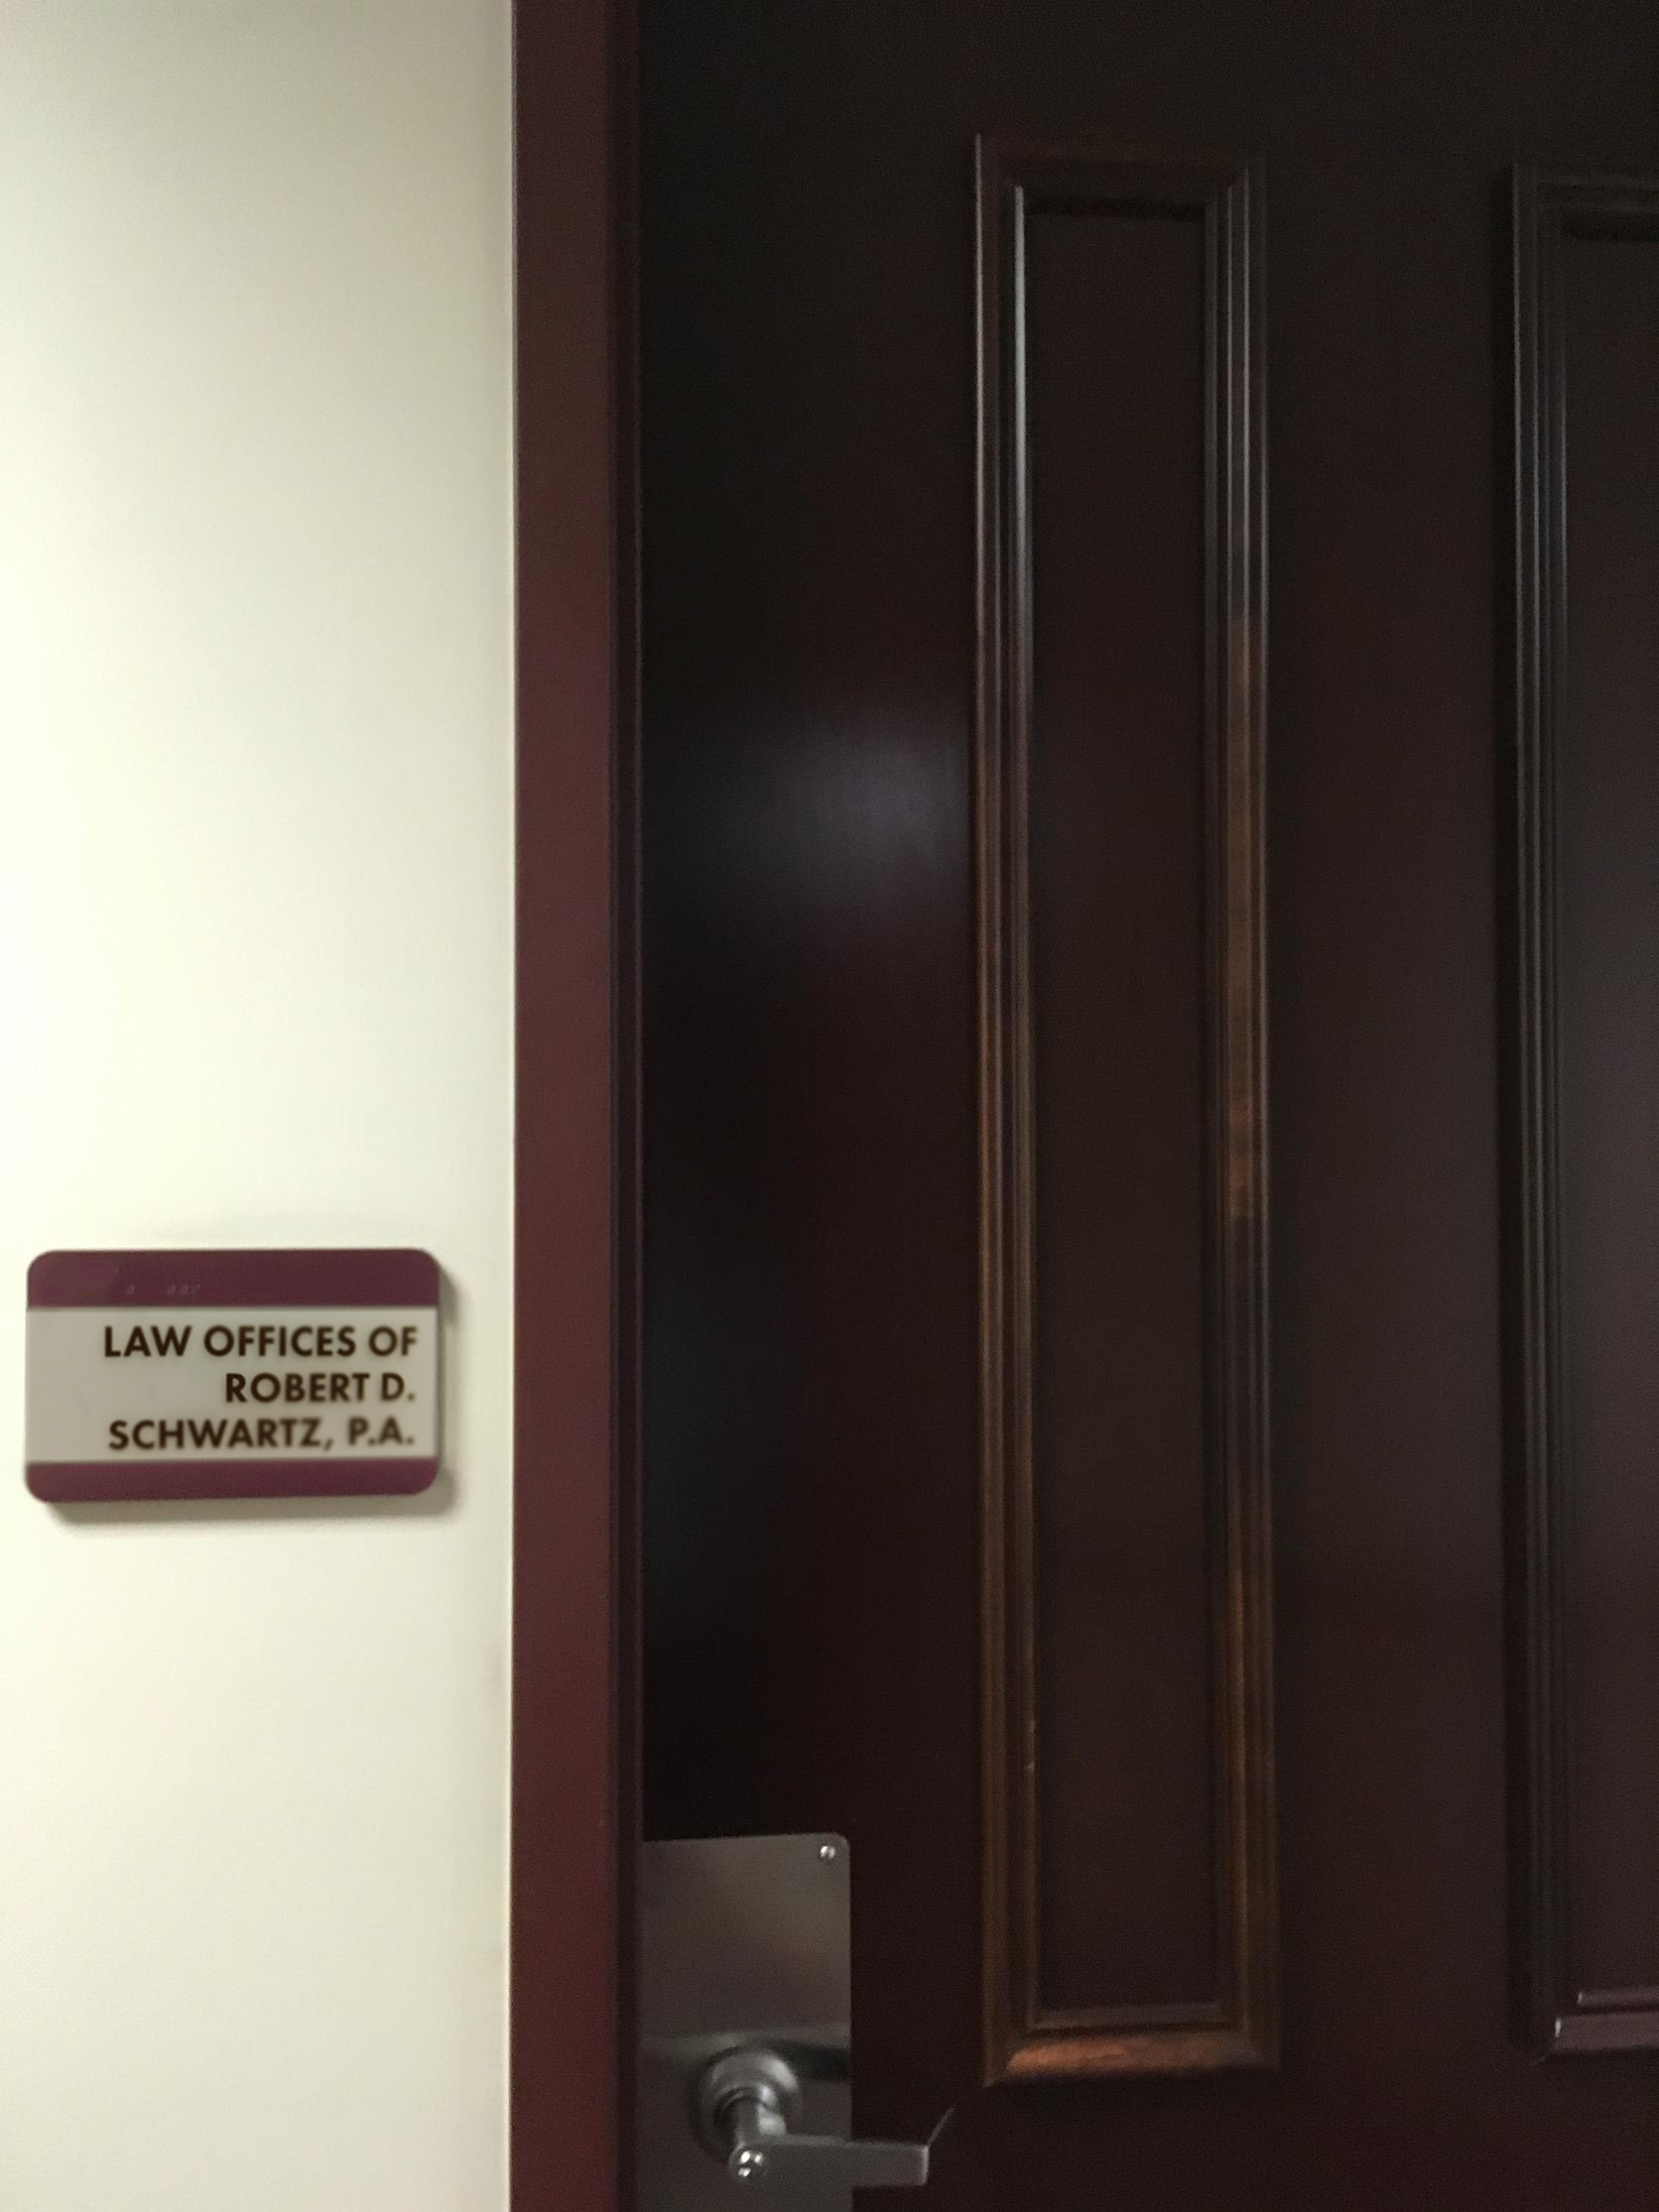 LAW OFFICES OF
ROBERT D.
SCHWARTZ, P.A.